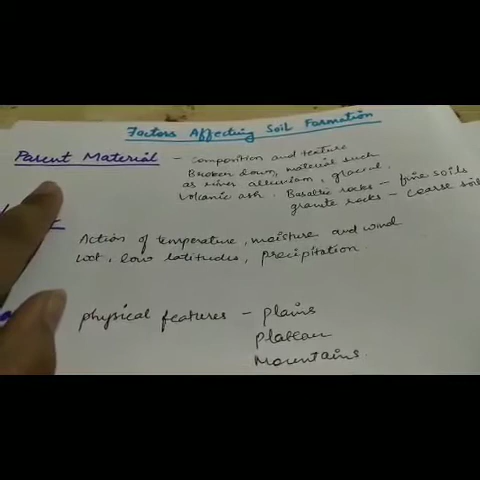 Factors Affecting Soil Formation
Parent Material - Composition and texture
Broken down, material such
as river alluvium, glacial,
Volcanic ash. Basaltic rocks - fine soils
granite rocks - coarse soil
Action of temperature, moisture and wind
low latitudes, precipitation
physical features - plains
plateau
Mountains.